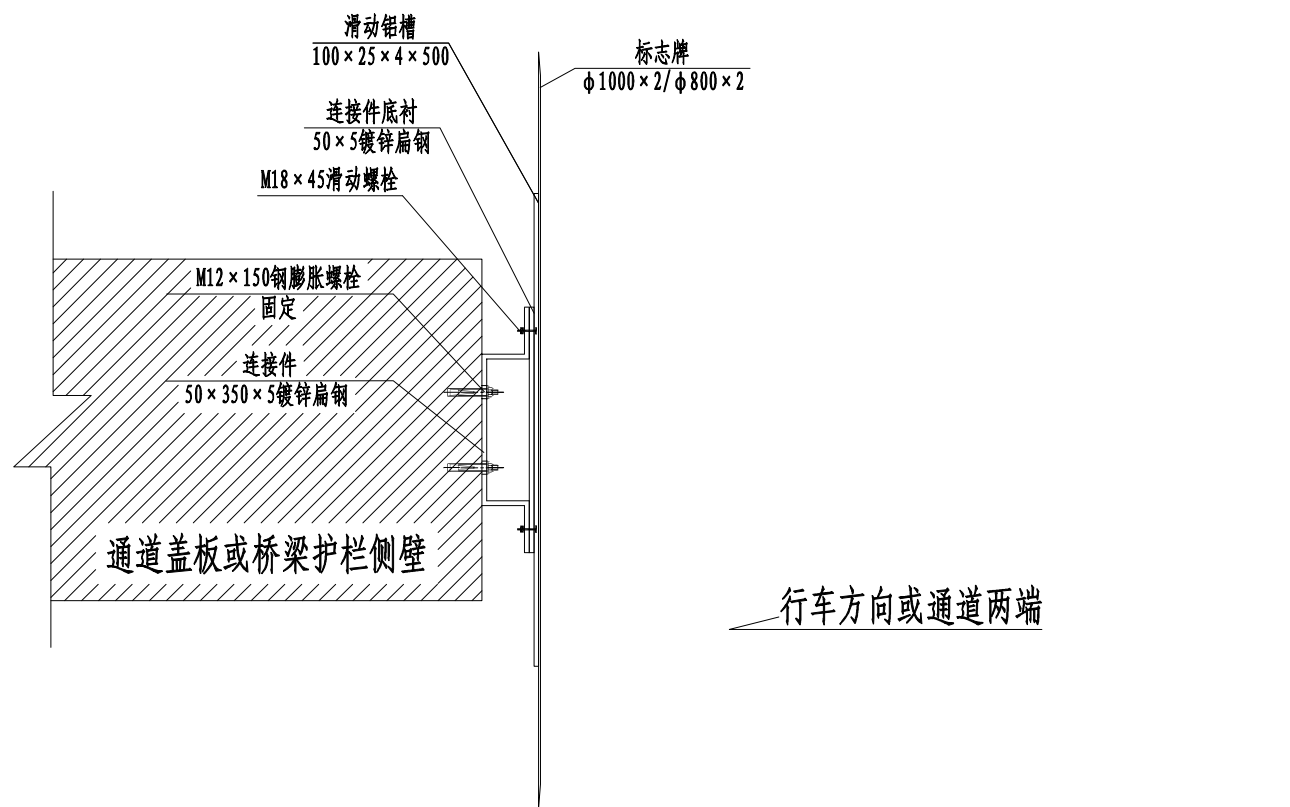 滑动铝槽
100×25×4×500
标志牌
ф1000×2/ф800×2
连接件底衬
50×5镀锌扁钢
M18×45滑动螺栓
M12×150钢膨胀螺栓
固定
连接件
50×350×5镀锌扁钢
通道盖板或桥梁护栏侧壁
行车方向或通道两端